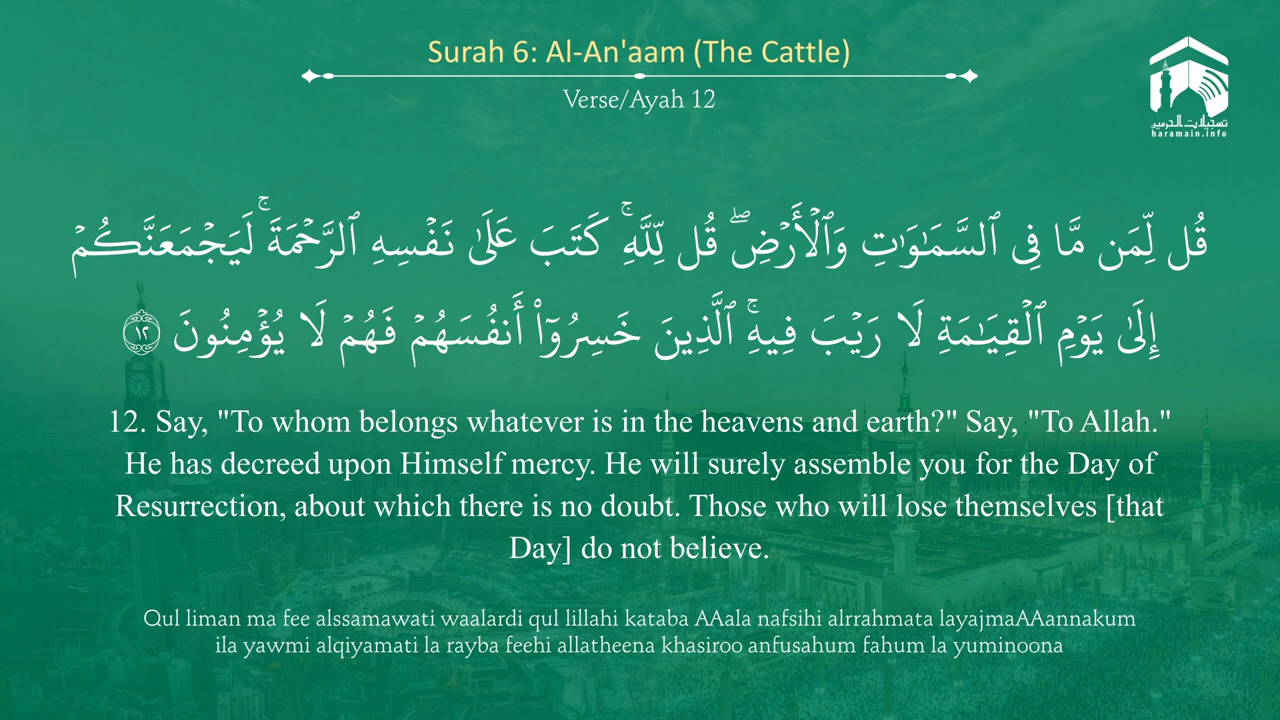 Surah 6: Al-An'aam (The Cattle)
Verse/Ayah 12
تسجيلات الحرمين
haramain.info
قُل لِّمَن مَّا فِى ٱلسَّمَـٰوَٰتِ وَٱلْأَرْضِ ۖ قُل لِّلَّهِ ۚ كَتَبَ عَلَىٰ نَفْسِهِ ٱلرَّحْمَةَ ۚ لَيَجْمَعَنَّكُمْ
إِلَىٰ يَوْمِ ٱلْقِيَـٰمَةِ لَا رَيْبَ فِيهِ ۚ ٱلَّذِينَ خَسِرُوٓا۟ أَنفُسَهُمْ فَهُمْ لَا يُؤْمِنُونَ ١٢
12. Say, "To whom belongs whatever is in the heavens and earth?" Say, "To Allah."
He has decreed upon Himself mercy. He will surely assemble you for the Day of
Resurrection, about which there is no doubt. Those who will lose themselves [that
Day] do not believe.
Qul liman ma fee alssamawati waalardi qul lillahi kataba AAala nafsihi alrrahmata layajmaAAannakum
ila yawmi alqiyamati la rayba feehi allatheena khasiroo anfusahum fahum la yuminoona